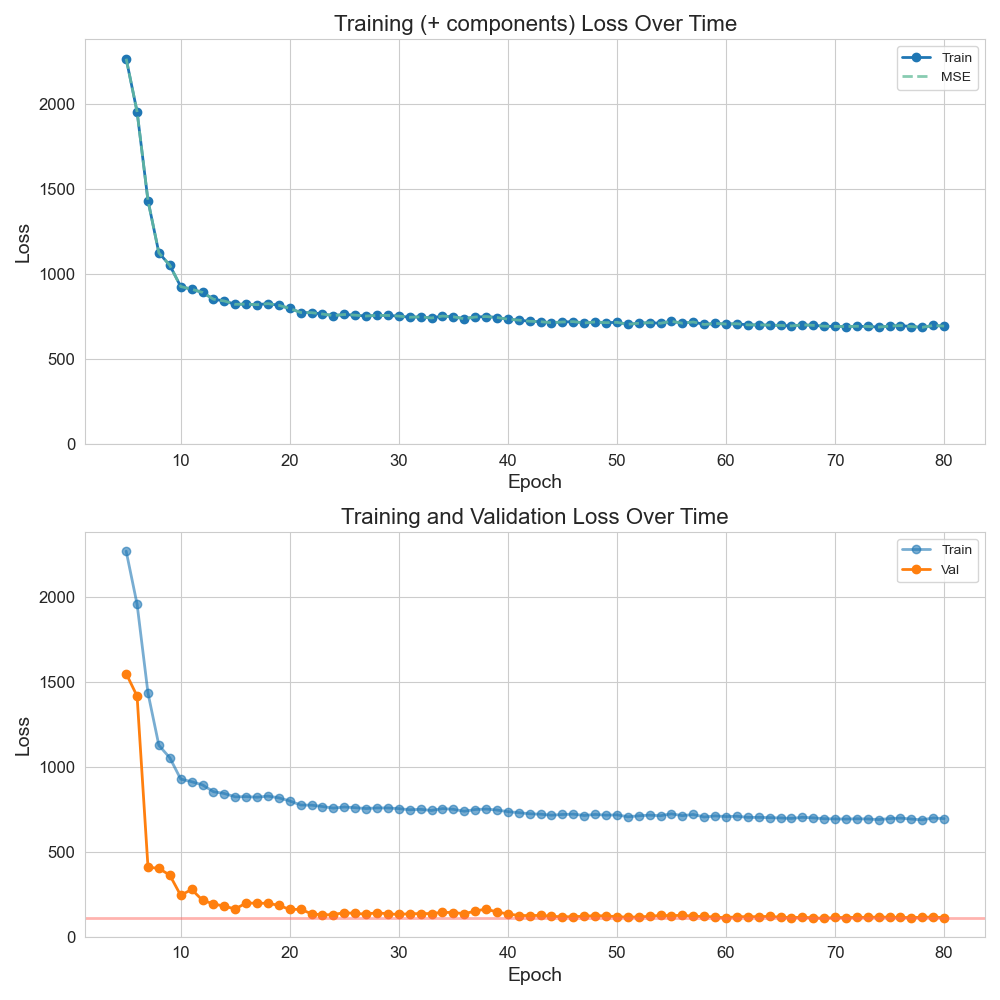 Training (+ components) Loss Over Time
Train
MSE
2000
1500
1000
500
0
Loss
10 20 30 40 50 60 70 80
Epoch
Training and Validation Loss Over Time
Train
Val
2000
1500
1000
500
0
Loss
10 20 30 40 50 60 70 80
Epoch